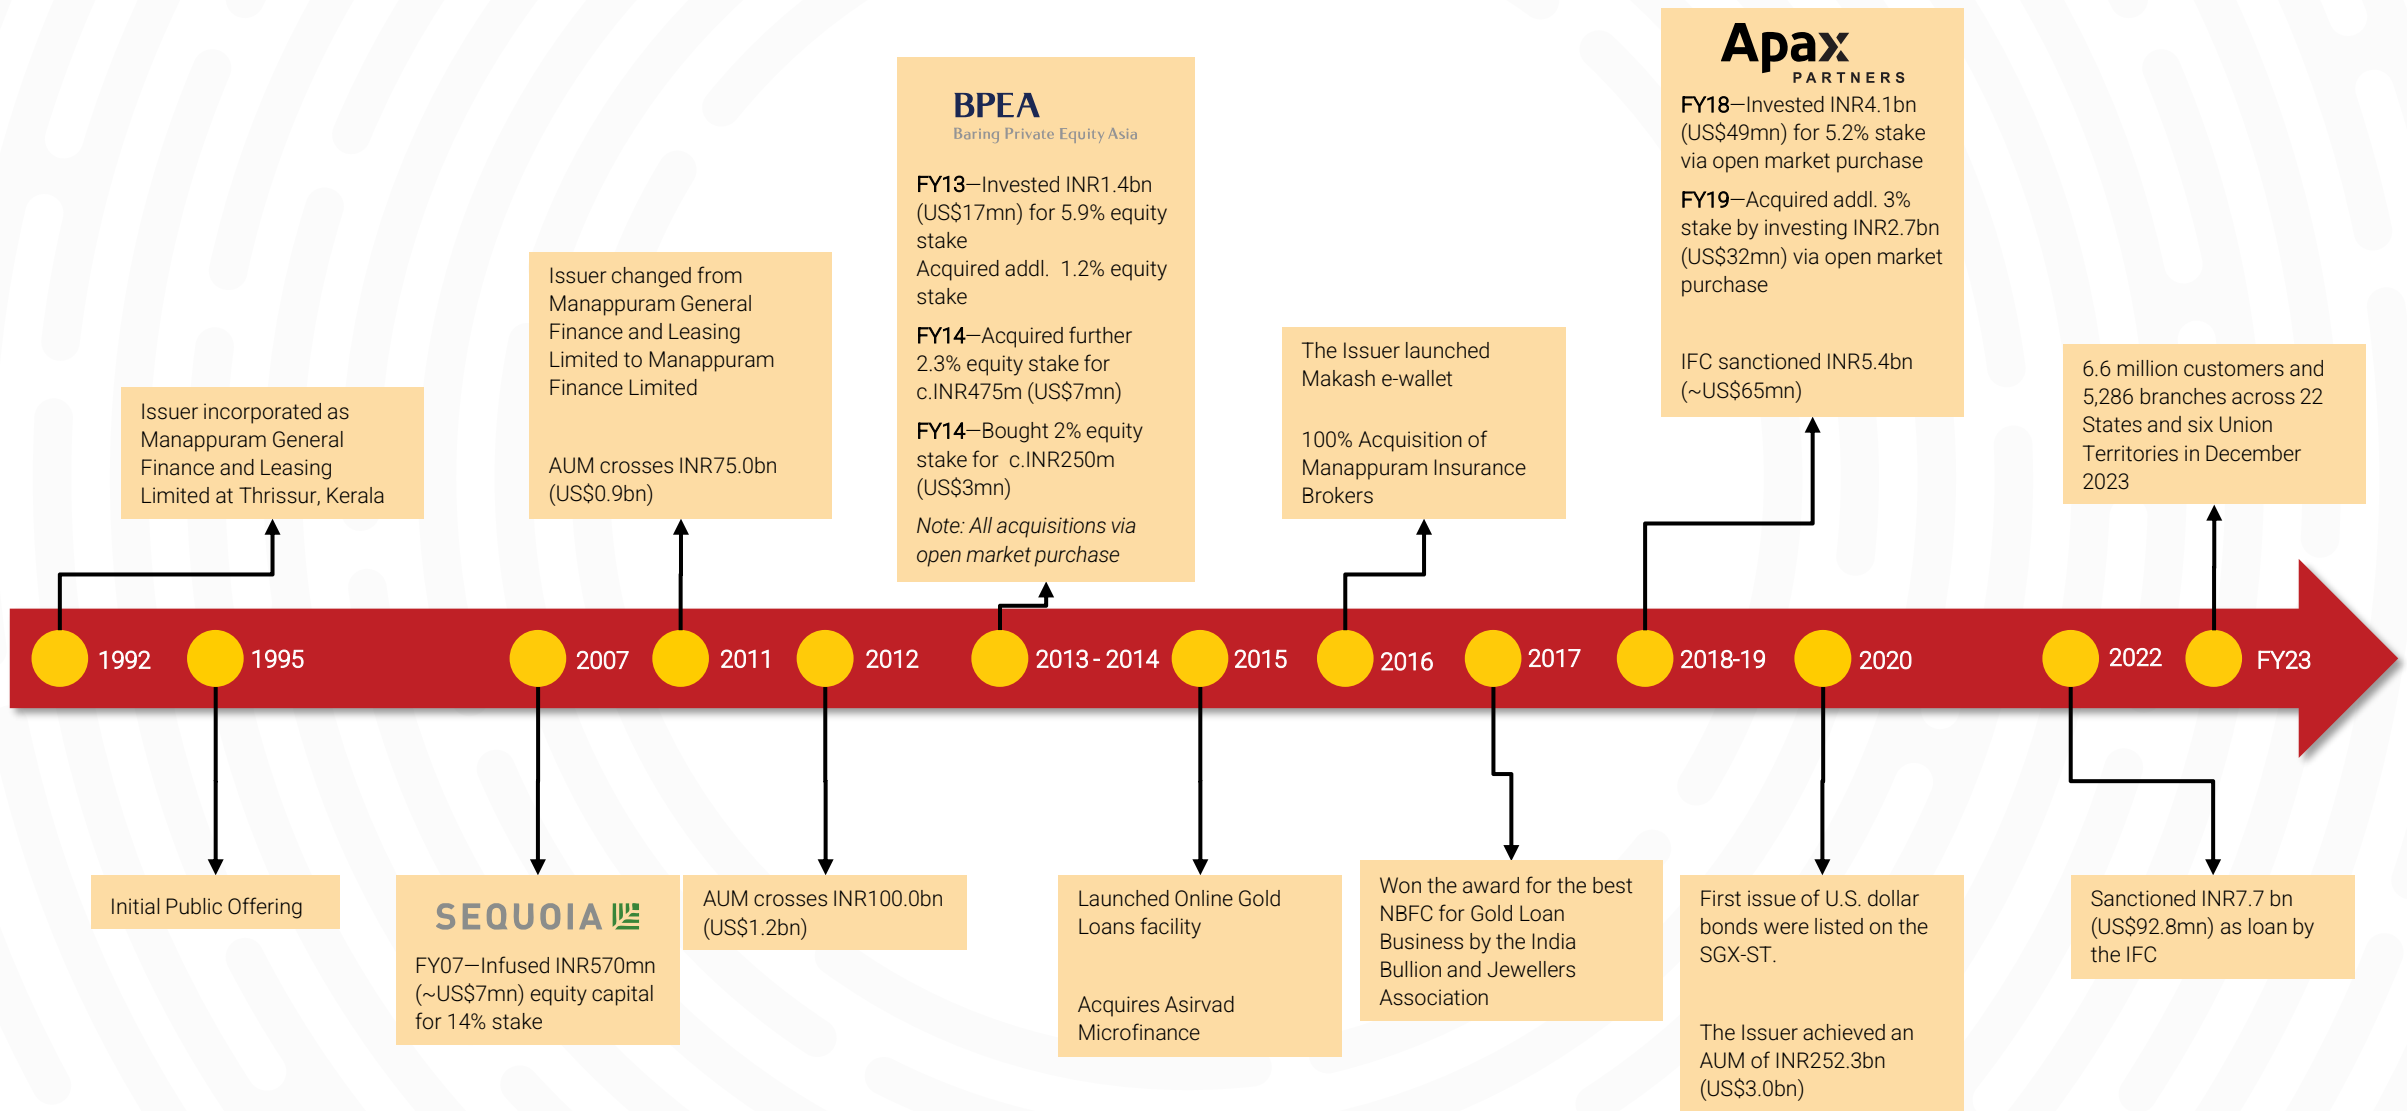 Apax
PARTNERS
FY18—Invested INR4.1bn
(US$49mn) for 5.2% stake
via open market purchase
FY19—Acquired addl. 3%
stake by investing INR2.7bn
(US$32mn) via open market
purchase
IFC sanctioned INR5.4bn
(~US$65mn)
BPEA
Baring Private Equity Asia
FY13—Invested INR1.4bn
(US$17mn) for 5.9% equity
stake
Acquired addl. 1.2% equity
stake
FY14—Acquired further
2.3% equity stake for
c.INR475m (US$7mn)
FY14—Bought 2% equity
stake for c.INR250m
(US$3mn)
Note: All acquisitions via
open market purchase
Issuer changed from
Manappuram General
Finance and Leasing
Limited to Manappuram
Finance Limited
AUM crosses INR75.0bn
(US$0.9bn)
The Issuer launched
Makash e-wallet
100% Acquisition of
Manappuram Insurance
Brokers
6.6 million customers and
5,286 branches across 22
States and six Union
Territories in December
2023
Issuer incorporated as
Manappuram General
Finance and Leasing
Limited at Thrissur, Kerala
1992
1995
2007
2011
2012
2013 - 2014
2015
2016
2017
2018-19
2020
2022
FY23
Initial Public Offering
SEQUOIA
FY07—Infused INR570mn
(~US$7mn) equity capital
for 14% stake
AUM crosses INR100.0bn
(US$1.2bn)
Launched Online Gold
Loans facility
Acquires Asirvad
Microfinance
Won the award for the best
NBFC for Gold Loan
Business by the India
Bullion and Jewellers
Association
First issue of U.S. dollar
bonds were listed on the
SGX-ST.
The Issuer achieved an
AUM of INR252.3bn
(US$3.0bn)
Sanctioned INR7.7 bn
(US$92.8mn) as loan by
the IFC